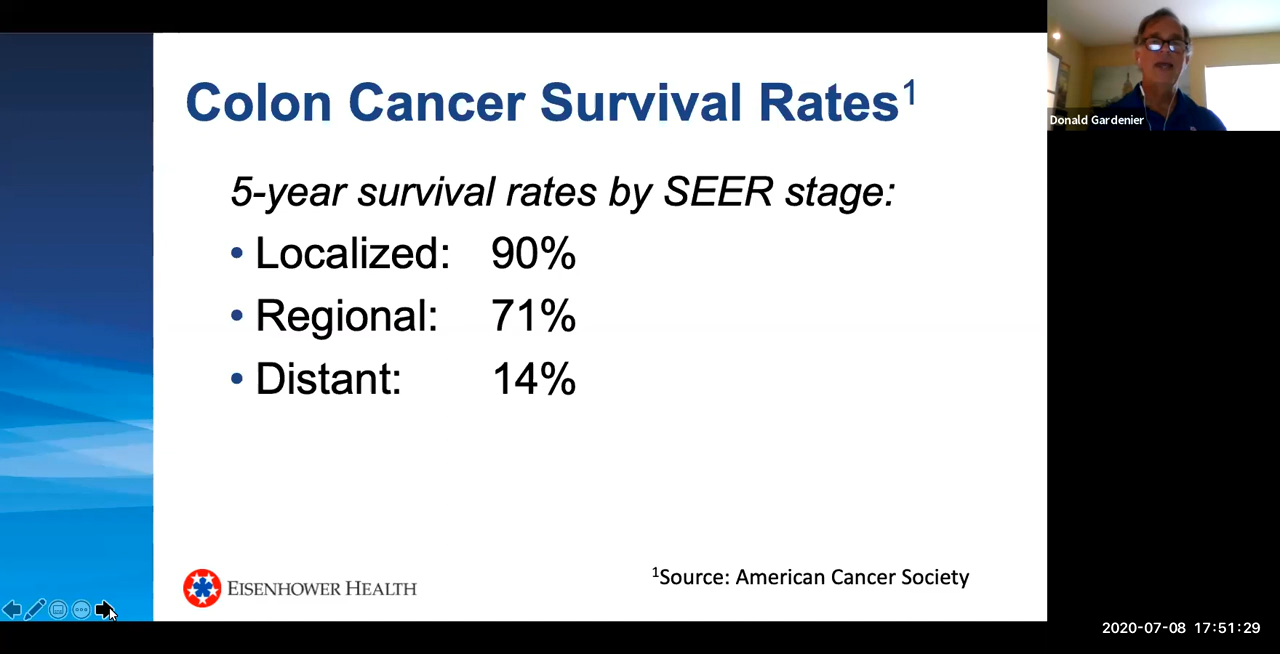 Colon Cancer Survival Rates¹
5-year survival rates by SEER stage:
• Localized: 90%
• Regional: 71%
• Distant: 14%
EISENHOWER HEALTH
¹Source: American Cancer Society
Donald Gardenier
2020-07-08 17:51:29